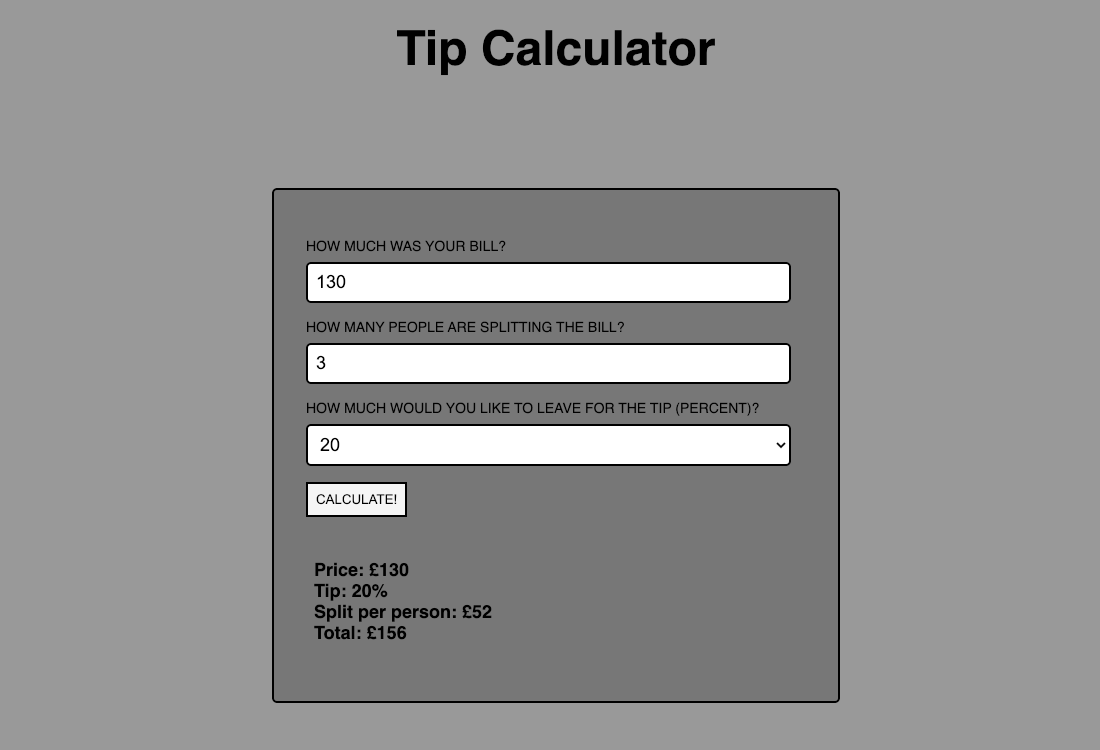 Tip Calculator
HOW MUCH WAS YOUR BILL?
130
HOW MANY PEOPLE ARE SPLITTING THE BILL?
3
HOW MUCH WOULD YOU LIKE TO LEAVE FOR THE TIP (PERCENT)?
20
CALCULATE!
Price: £130
Tip: 20%
Split per person: £52
Total: £156